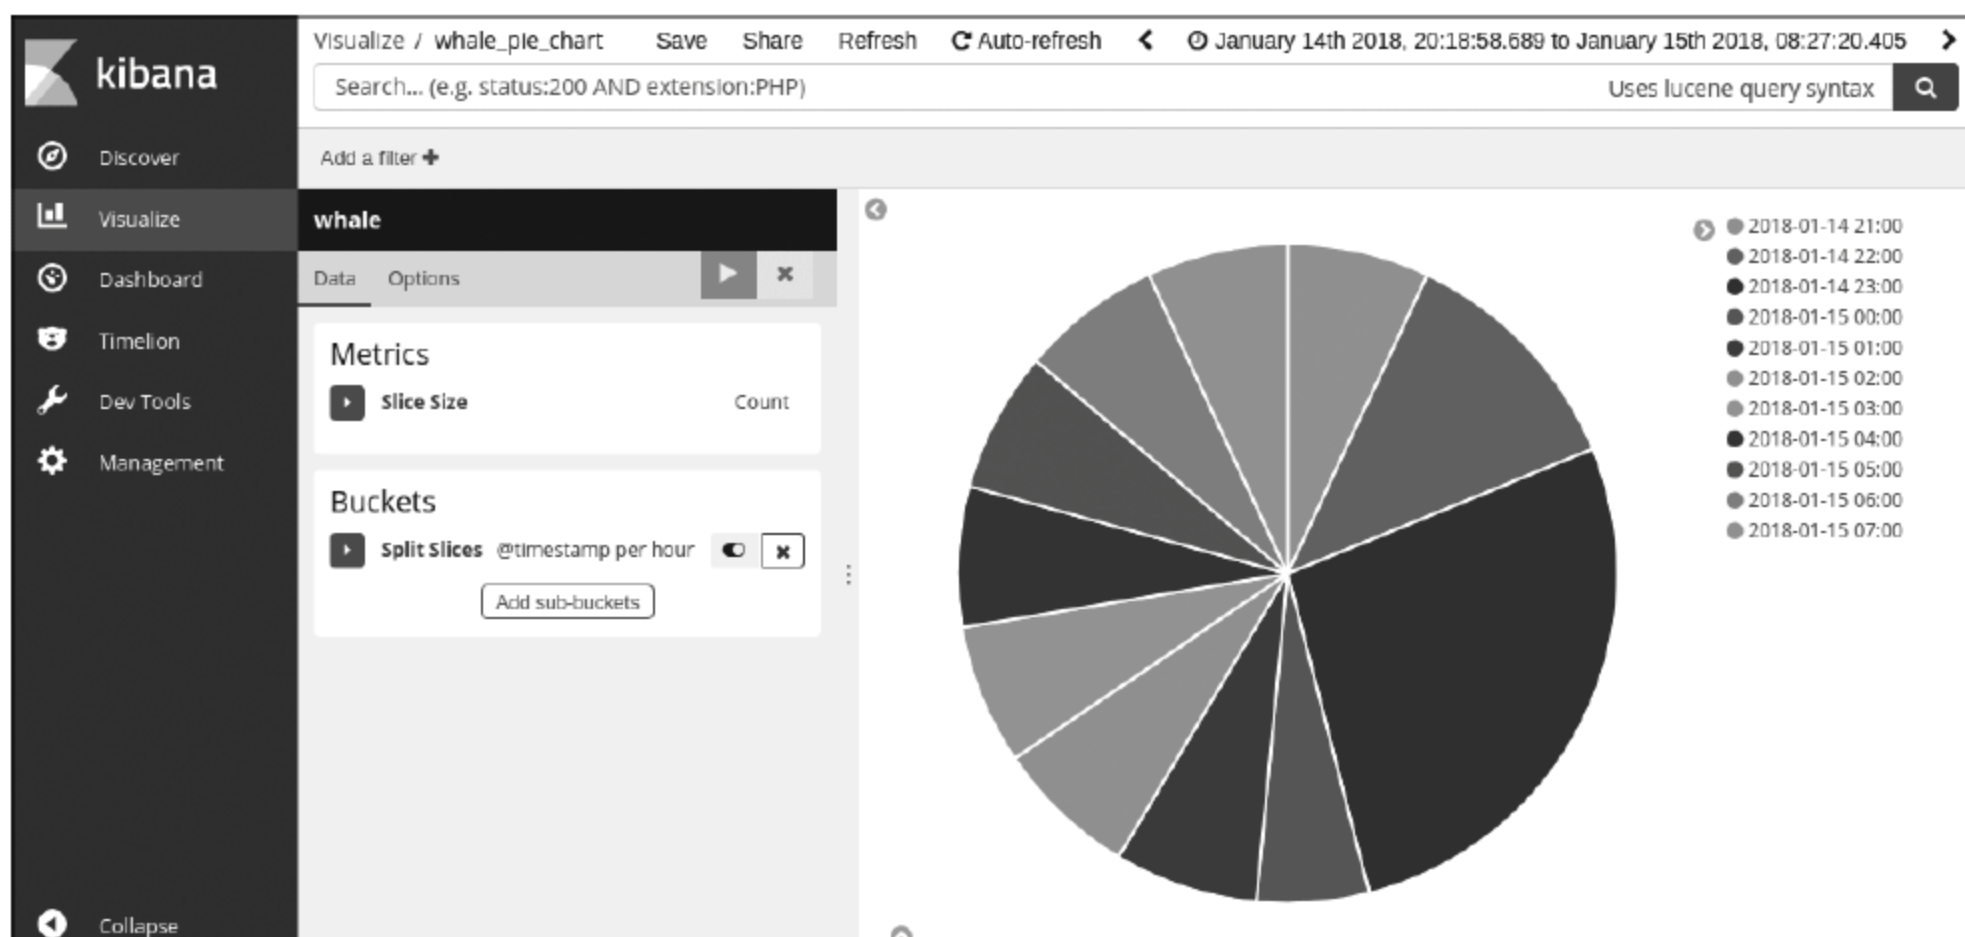 Visualize / whale_pie_chart Save Share Refresh Auto-refresh January 14th 2018, 20:18:58.689 to January 15th 2018, 08:27:20.405
kibana
Search... (e.g. status:200 AND extension:PHP) Uses lucene query syntax
Discover
Add a filter
Visualize
whale
Dashboard
Data Options
Timelion
Metrics
Dev Tools
Slice Size Count
Management
Buckets
Split Slices @timestamp per hour
Add sub-buckets
Collapse
2018-01-14 21:00
2018-01-14 22:00
2018-01-14 23:00
2018-01-15 00:00
2018-01-15 01:00
2018-01-15 02:00
2018-01-15 03:00
2018-01-15 04:00
2018-01-15 05:00
2018-01-15 06:00
2018-01-15 07:00